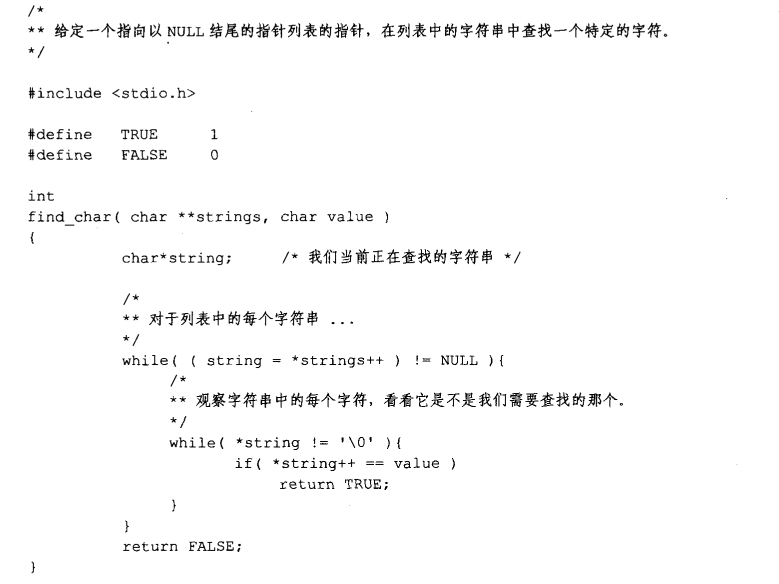 /*
** 给定一个指向以 NULL 结尾的指针列表的指针，在列表中的字符串中查找一个特定的字符。
*/
#include <stdio.h>
#define TRUE 1
#define FALSE 0
int
find_char( char **strings, char value )
{
char*string; /* 我们当前正在查找的字符串 */
/*
** 对于列表中的每个字符串 ...
*/
while( ( string = *strings++ ) != NULL ){
/*
** 观察字符串中的每个字符，看看它是不是我们需要查找的那个。
*/
while( *string != '\0' ){
if( *string++ == value )
return TRUE;
}
}
return FALSE;
}